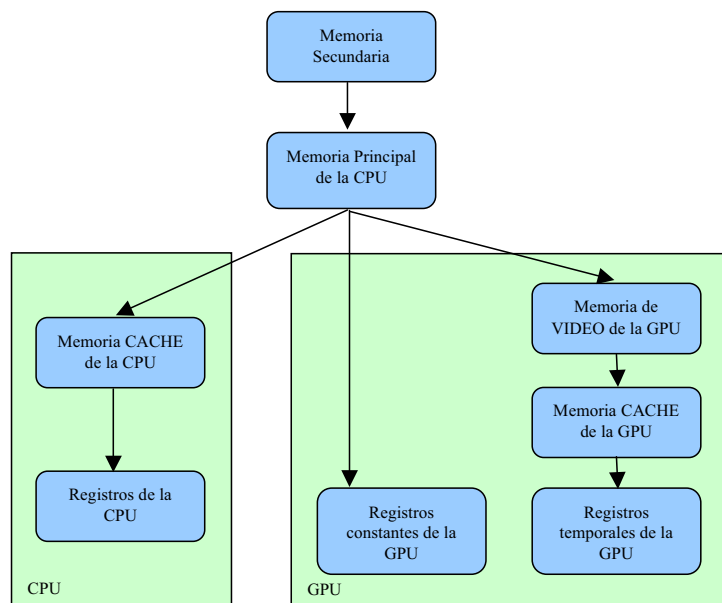 Memoria
Secundaria
Memoria Principal
de la CPU
Memoria de
VIDEO de la GPU
Memoria CACHE
de la CPU
Memoria CACHE
de la GPU
Registros de la
CPU
Registros
constantes de la
GPU
Registros
temporales de la
GPU
CPU
GPU